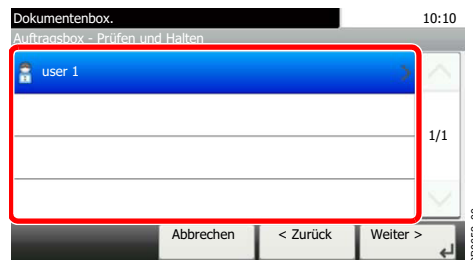 Dokumentenbox.
10:10
Auftragsbox - Prüfen und Halten
user 1
1/1
Abbrechen
< Zurück
Weiter >